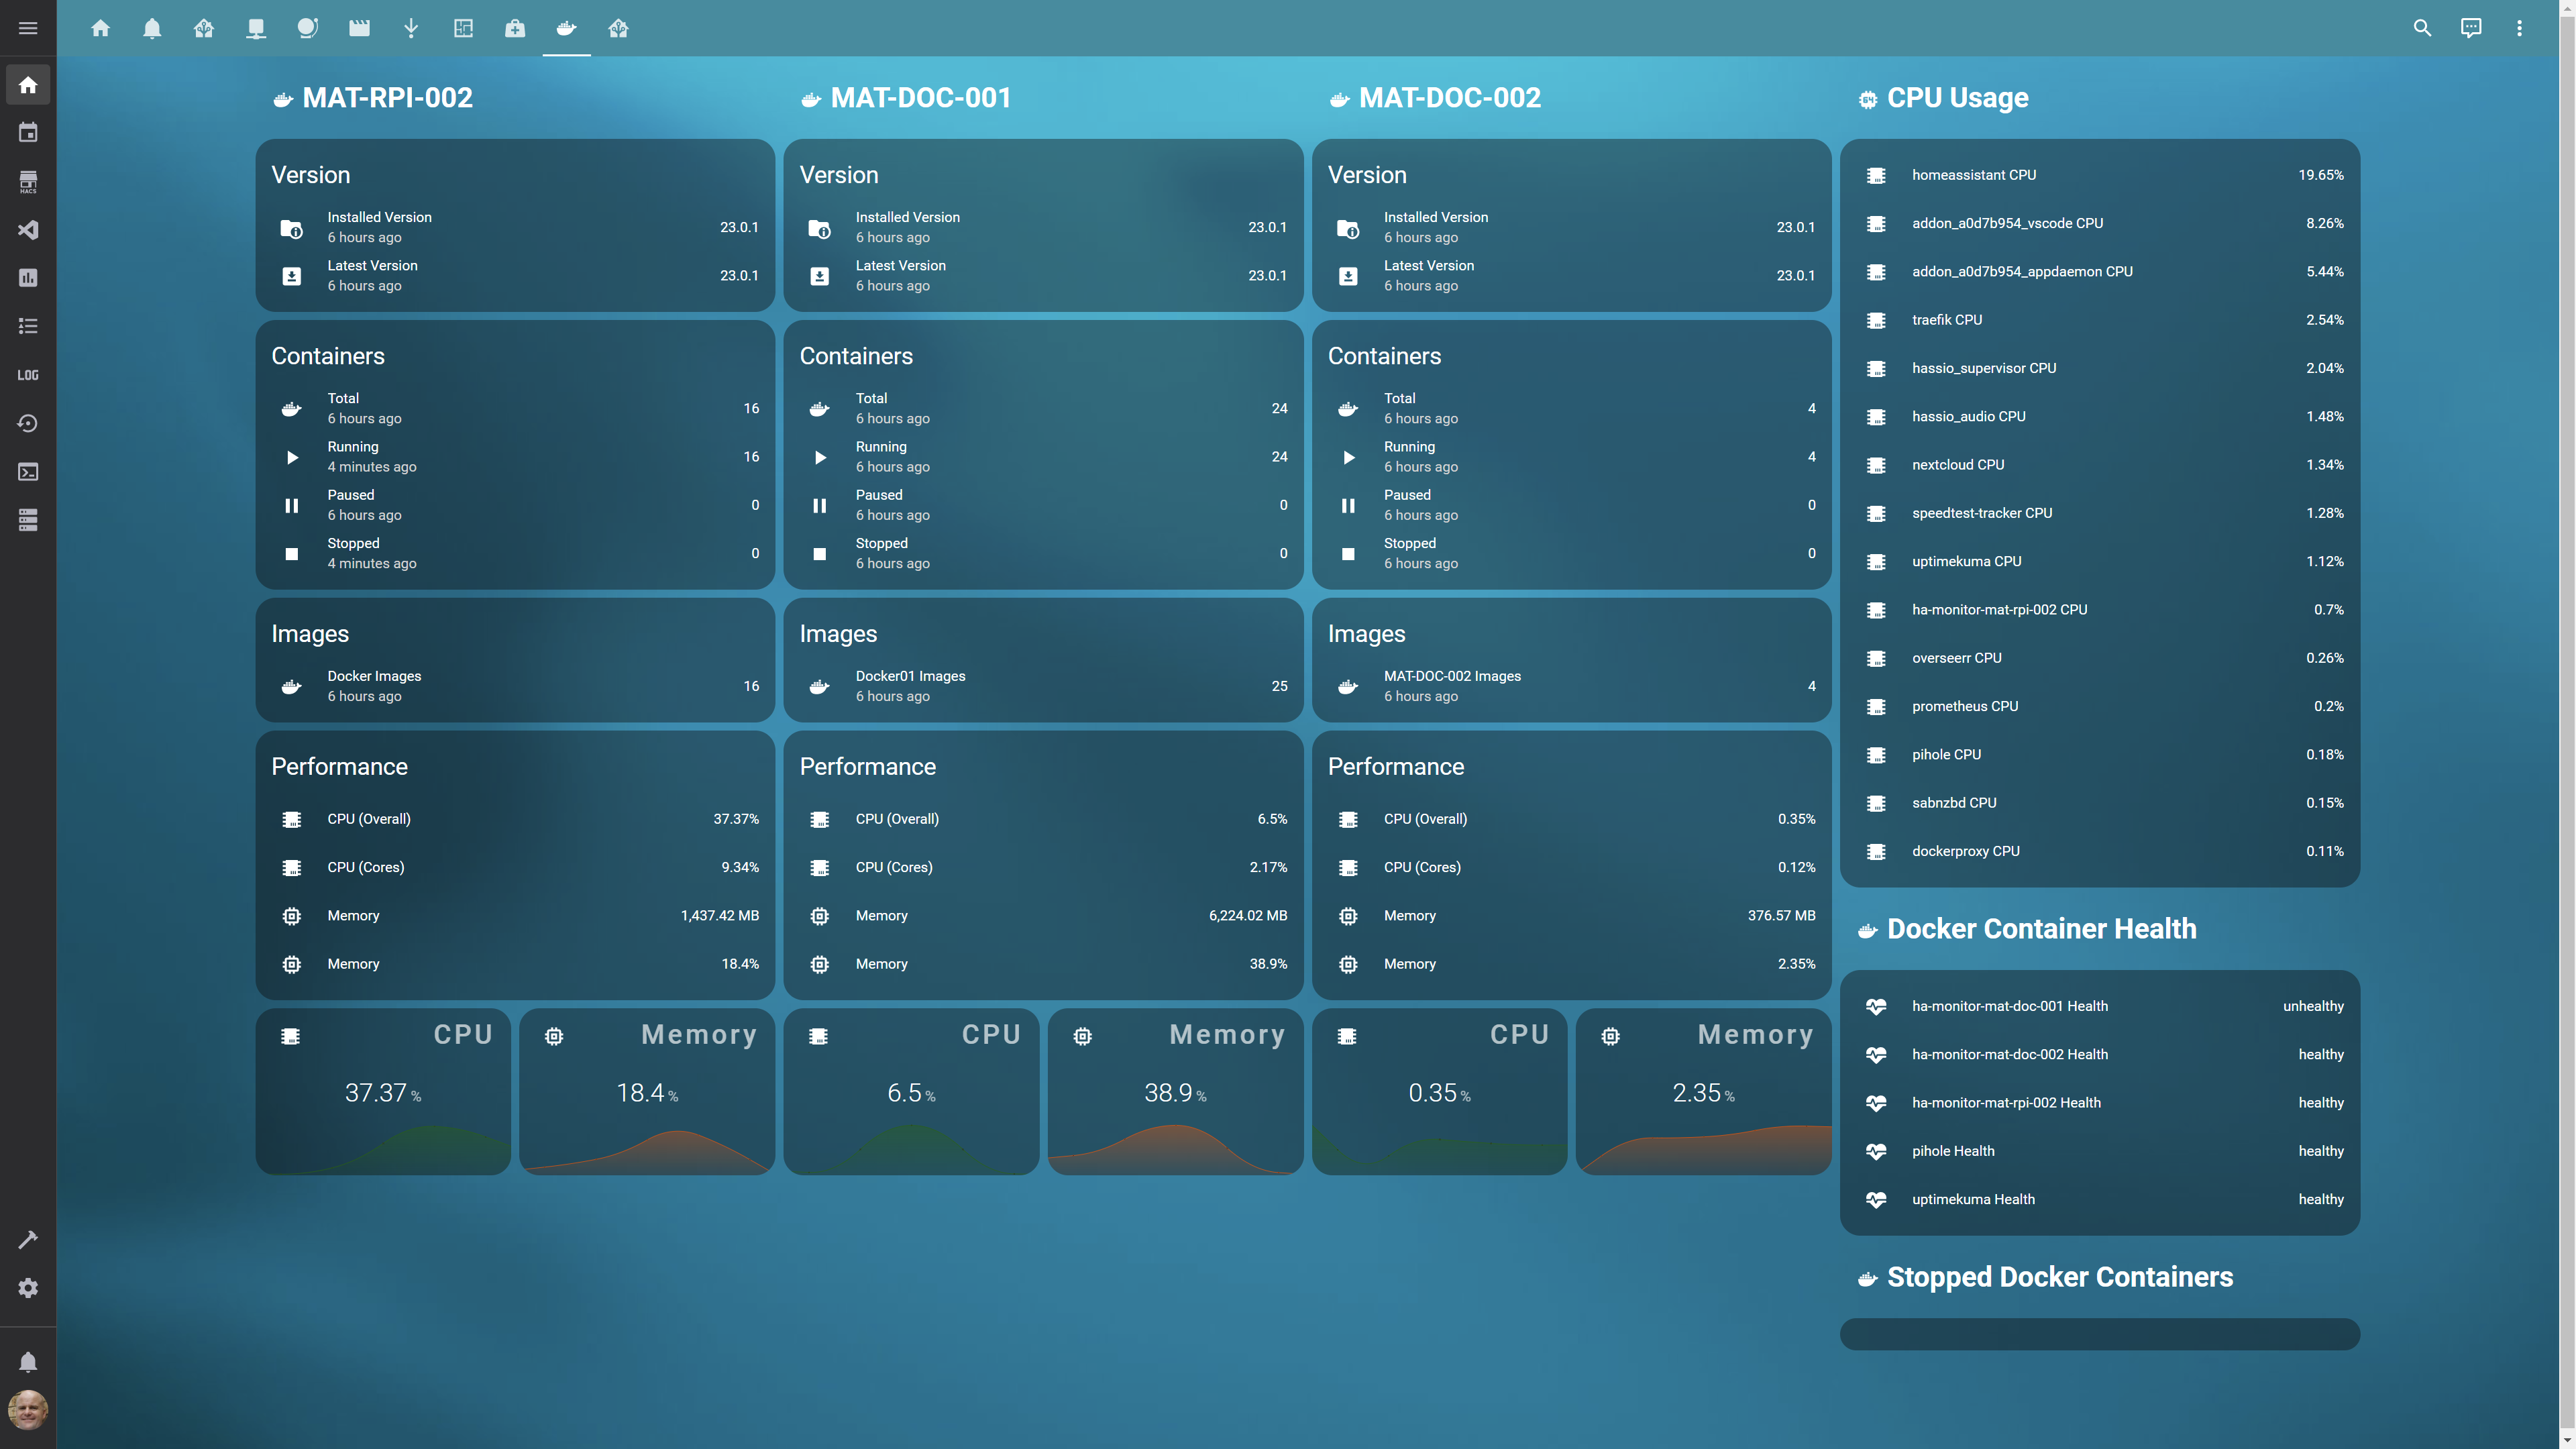 HACS
LOG
MAT-RPI-002
Version
Installed Version
6 hours ago
23.0.1
Latest Version
6 hours ago
23.0.1
Containers
Total
6 hours ago
16
Running
4 minutes ago
16
Paused
6 hours ago
0
Stopped
4 minutes ago
0
Images
Docker Images
6 hours ago
16
Performance
CPU (Overall) 37.37%
CPU (Cores) 9.34%
Memory 1,437.42 MB
Memory 18.4%
CPU
37.37 %
Memory
18.4 %
MAT-DOC-001
Version
Installed Version
6 hours ago
23.0.1
Latest Version
6 hours ago
23.0.1
Containers
Total
6 hours ago
24
Running
6 hours ago
24
Paused
6 hours ago
0
Stopped
6 hours ago
0
Images
Docker01 Images
6 hours ago
25
Performance
CPU (Overall) 6.5%
CPU (Cores) 2.17%
Memory 6,224.02 MB
Memory 38.9%
CPU
6.5 %
Memory
38.9 %
MAT-DOC-002
Version
Installed Version
6 hours ago
23.0.1
Latest Version
6 hours ago
23.0.1
Containers
Total
6 hours ago
4
Running
6 hours ago
4
Paused
6 hours ago
0
Stopped
6 hours ago
0
Images
MAT-DOC-002 Images
6 hours ago
4
Performance
CPU (Overall) 0.35%
CPU (Cores) 0.12%
Memory 376.57 MB
Memory 2.35%
CPU
0.35 %
Memory
2.35 %
64 CPU Usage
homeassistant CPU 19.65%
addon_a0d7b954_vscode CPU 8.26%
addon_a0d7b954_appdaemon CPU 5.44%
traefik CPU 2.54%
hassio_supervisor CPU 2.04%
hassio_audio CPU 1.48%
nextcloud CPU 1.34%
speedtest-tracker CPU 1.28%
uptimekuma CPU 1.12%
ha-monitor-mat-rpi-002 CPU 0.7%
overseerr CPU 0.26%
prometheus CPU 0.2%
pihole CPU 0.18%
sabnzbd CPU 0.15%
dockerproxy CPU 0.11%
Docker Container Health
ha-monitor-mat-doc-001 Health unhealthy
ha-monitor-mat-doc-002 Health healthy
ha-monitor-mat-rpi-002 Health healthy
pihole Health healthy
uptimekuma Health healthy
Stopped Docker Containers